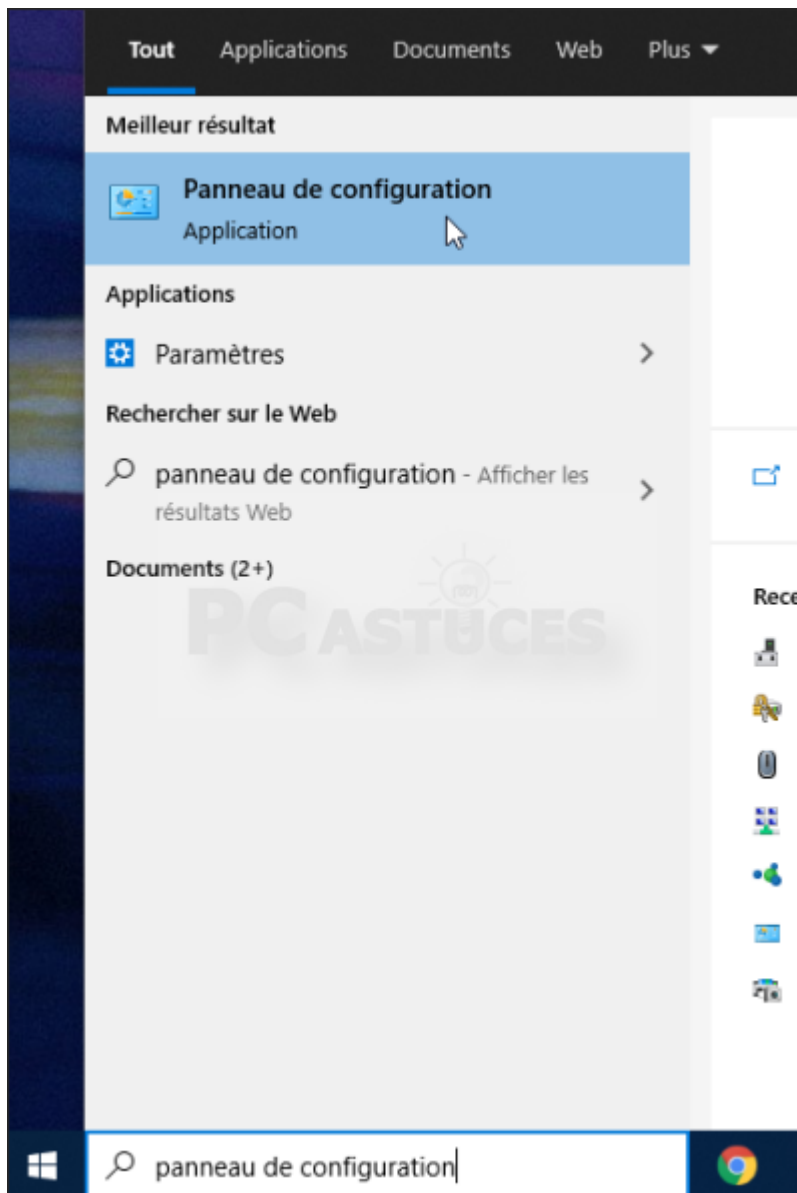 Tout Applications Documents Web Plus
Meilleur résultat
Panneau de configuration
Application
Applications
Paramètres
Rechercher sur le Web
panneau de configuration - Afficher les
résultats Web
Documents (2+)
PC ASTUCES
Rece
panneau de configuration